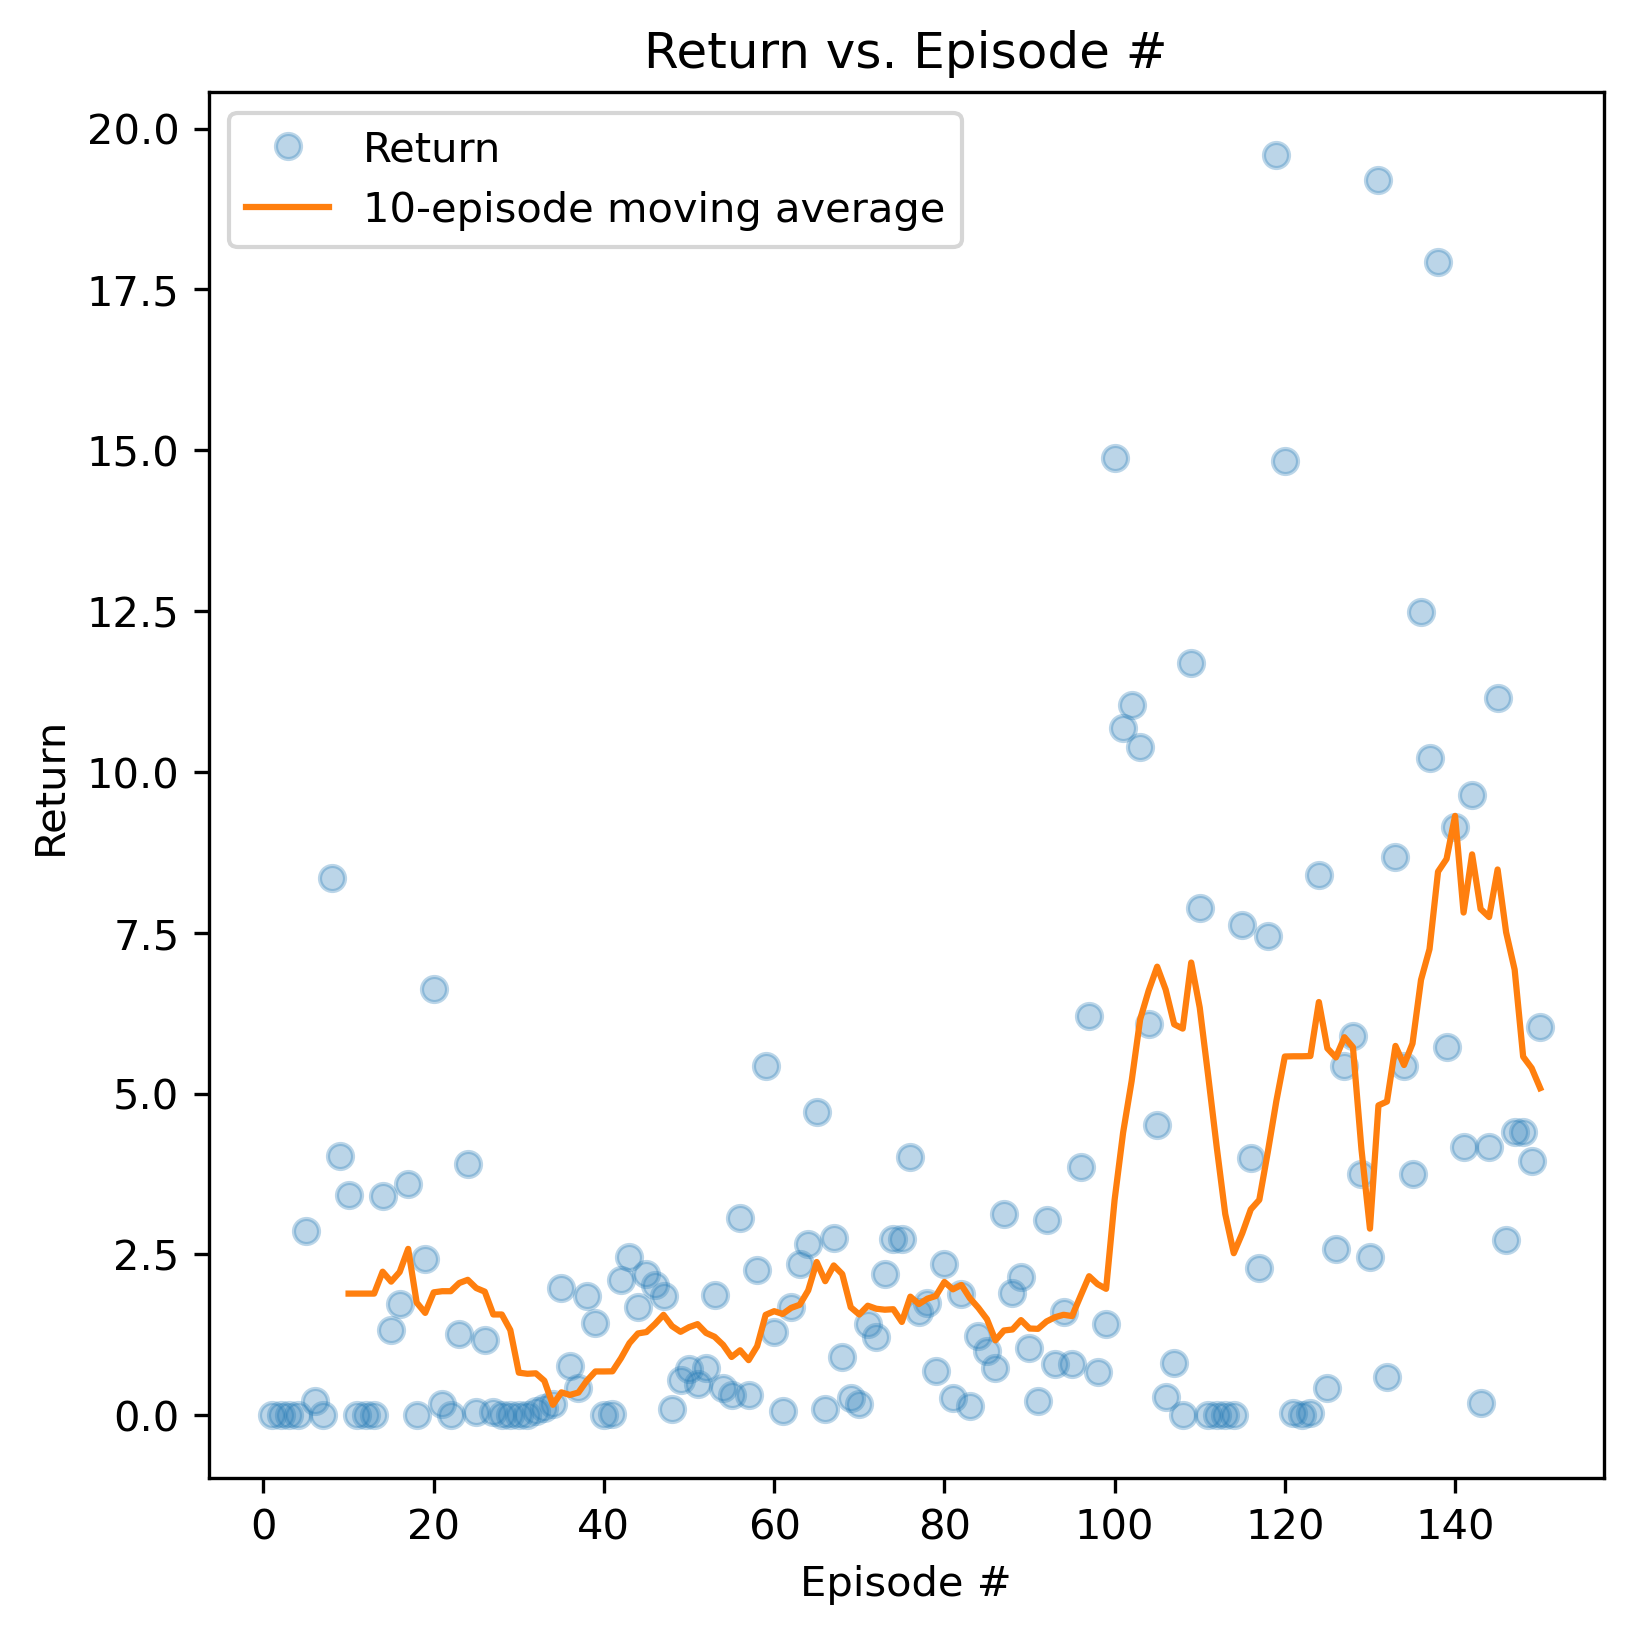 Return vs. Episode #
Return
10-episode moving average
20.0
17.5
15.0
12.5
10.0
7.5
5.0
2.5
0.0
Return
0 20 40 60 80 100 120 140
Episode #